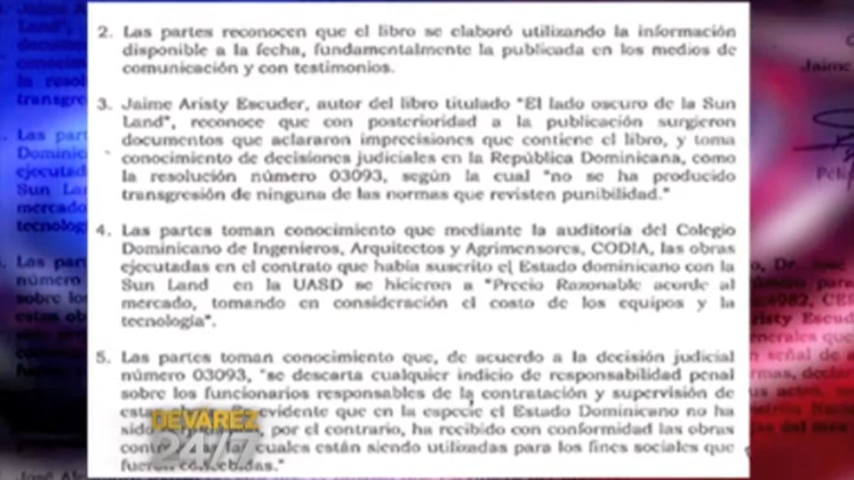 2. Las partes reconocen que el libro se elaboró utilizando la información
disponible a la fecha, fundamentalmente la publicada en los medios de
comunicación y con testimonios.
3. Jaime Aristy Escuder, autor del libro titulado "El lado oscuro de la Sun
Land", reconoce que con posterioridad a la publicación surgieron
documentos que aclararon imprecisiones que contiene el libro, y toma
conocimiento de decisiones judiciales en la República Dominicana, como
la resolución número 03093, según la cual "no se ha producido
transgresión de ninguna de las normas que revisten punibilidad."
4. Las partes toman conocimiento que mediante la auditoría del Colegio
Dominicano de Ingenieros, Arquitectos y Agrimensores, CODIA, las obras
ejecutadas en el contrato que había suscrito el Estado dominicano con la
Sun Land en la UASD se hicieron a "Precio Razonable acorde al
mercado, tomando en consideración el costo de los equipos y la
tecnología".
5. Las partes toman conocimiento que, de acuerdo a la decisión judicial
número 03093, "se descarta cualquier indicio de responsabilidad penal
sobre los funcionarios responsables de la contratación y supervisión de
evidente que en la especie el Estado Dominicano no ha
sido por el contrario, ha recibido con conformidad las obras
cuales están siendo utilizadas para los fines sociales que
DEVAREZ
24/7